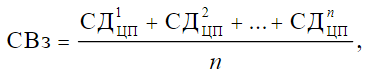 СВз = (СД¹ЦП + СД²ЦП + ... + СДⁿЦП) / n,